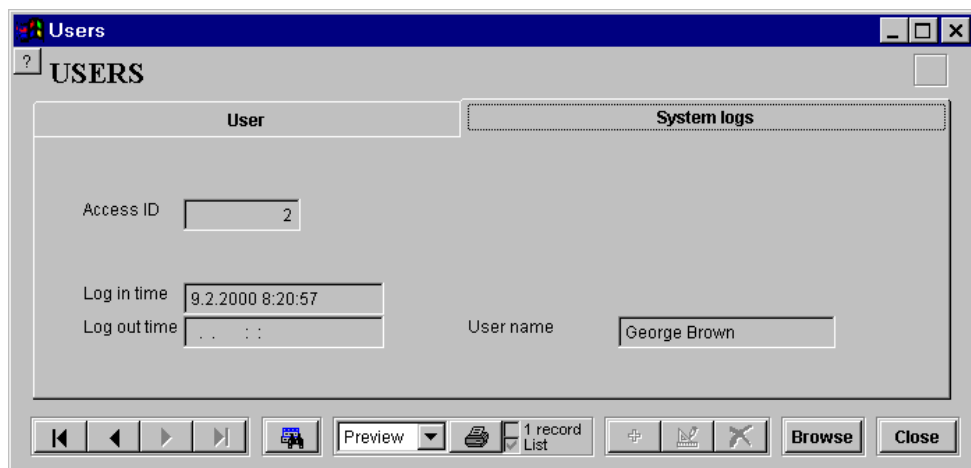 Users
?
USERS
User
System logs
Access ID
2
Log in time
9.2.2000 8:20:57
Log out time
. . : :
User name
George Brown
Preview
1 record
List
Browse
Close